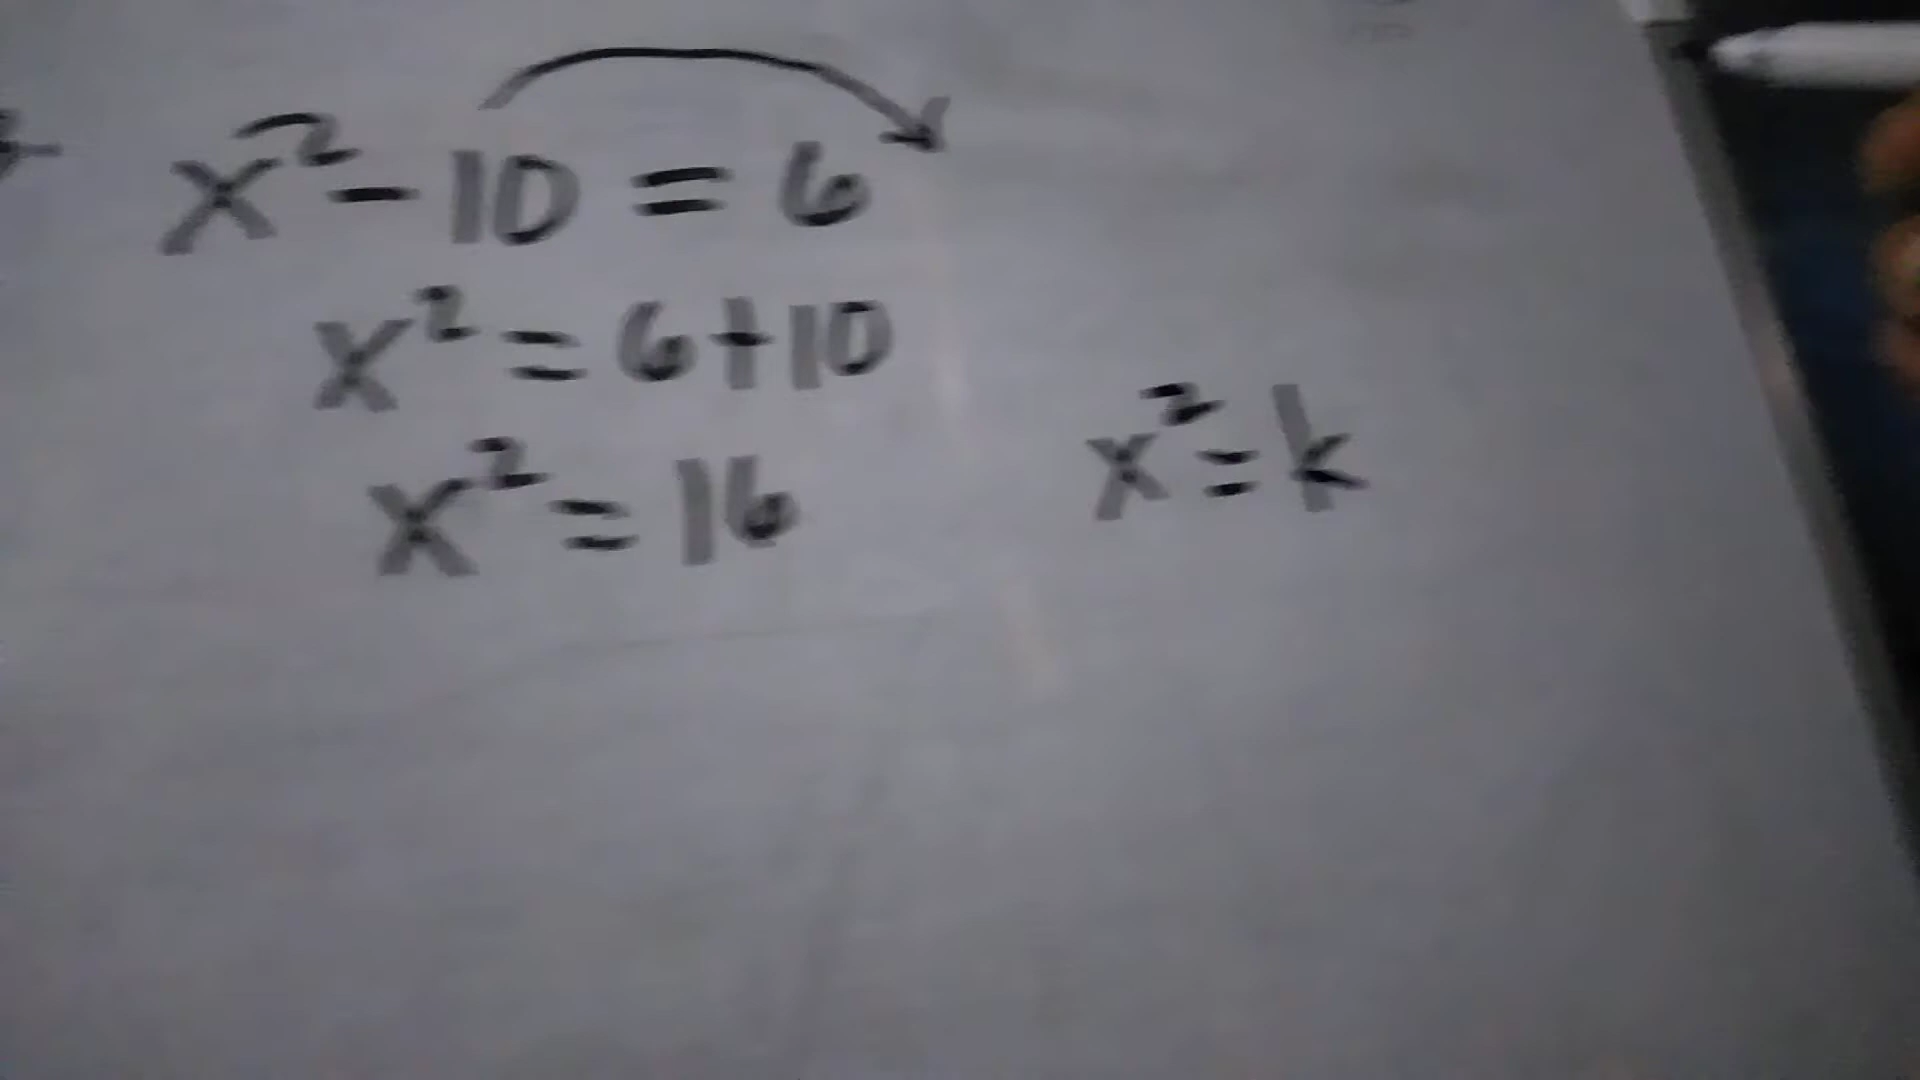 x² - 10 = 6
x² = 6+10
x² = 16
x² = k